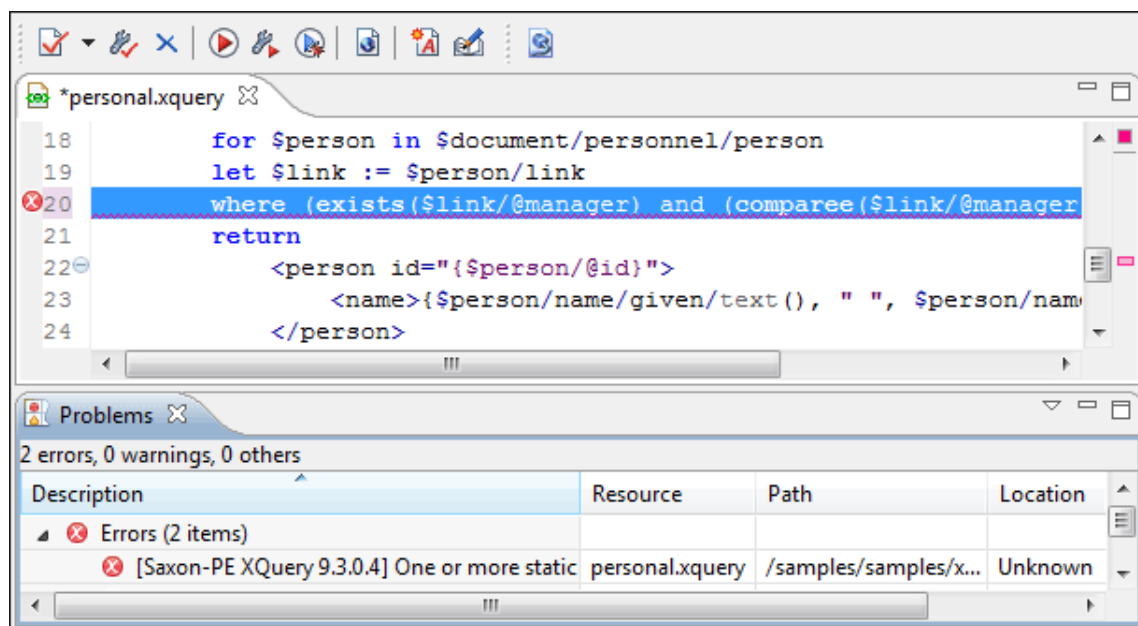 *personal.xquery
18 for $person in $document/personnel/person
19 let $link := $person/link
20 where (exists($link/@manager) and (comparee($link/@manager
21 return
22 <person id="{$person/@id}">
23 <name>{$person/name/given/text(), " ", $person/nam
24 </person>
Problems
2 errors, 0 warnings, 0 others
Description Resource Path Location
Errors (2 items)
[Saxon-PE XQuery 9.3.0.4] One or more static personal.xquery /samples/samples/x... Unknown